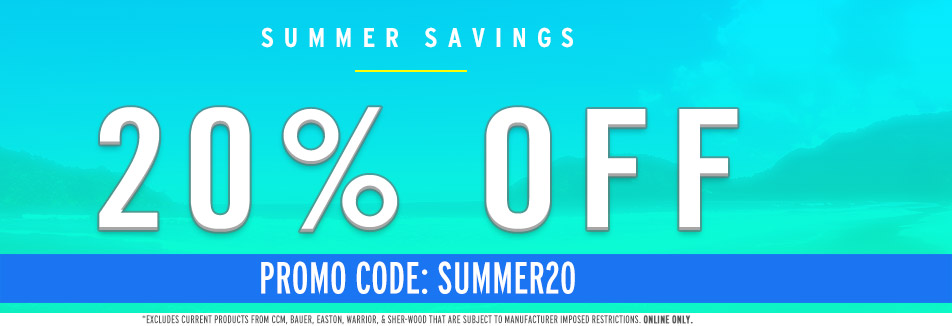 SUMMER SAVINGS
20% OFF
PROMO CODE: SUMMER20
*EXCLUDES CURRENT PRODUCTS FROM CCM, BAUER, EASTON, WARRIOR, & SHER-WOOD THAT ARE SUBJECT TO MANUFACTURER IMPOSED RESTRICTIONS. ONLINE ONLY.